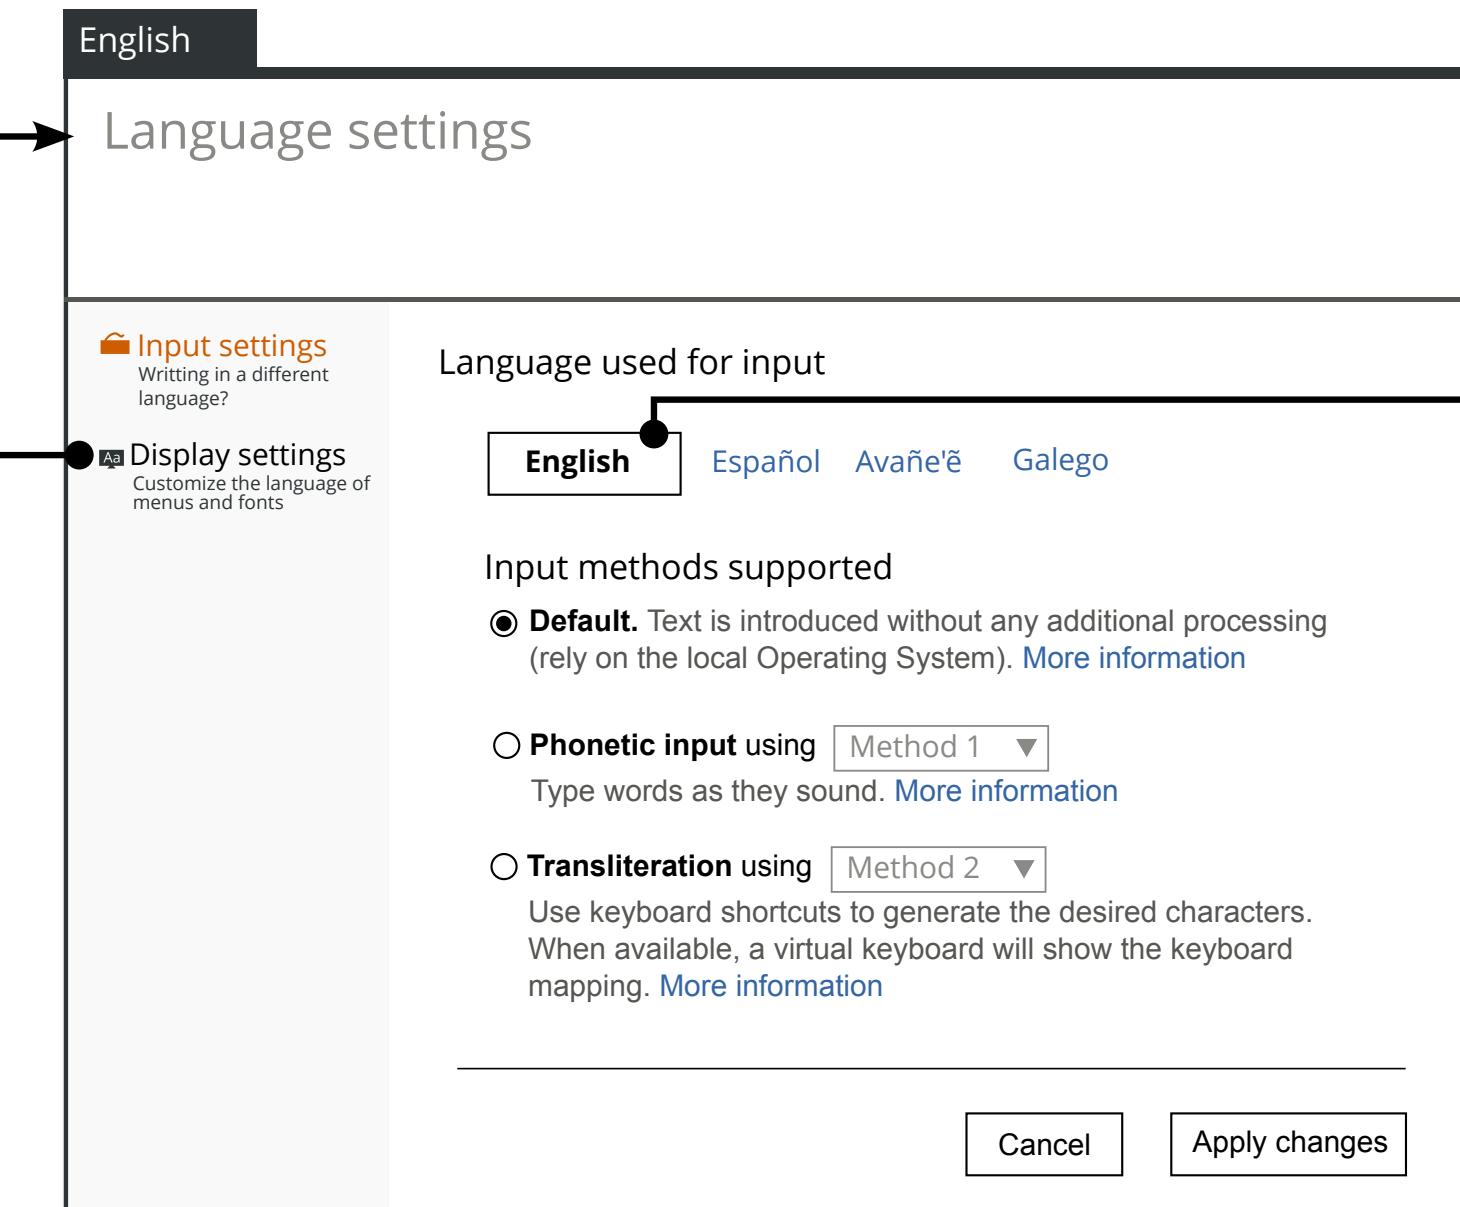 English
Language settings
Input settings
Writting in a different
language?
Aa Display settings
Customize the language of
menus and fonts
Language used for input
English Español Avañe'ẽ Galego
Input methods supported
Default. Text is introduced without any additional processing
(rely on the local Operating System). More information
Phonetic input using Method 1
Type words as they sound. More information
Transliteration using Method 2
Use keyboard shortcuts to generate the desired characters.
When available, a virtual keyboard will show the keyboard
mapping. More information
Cancel Apply changes